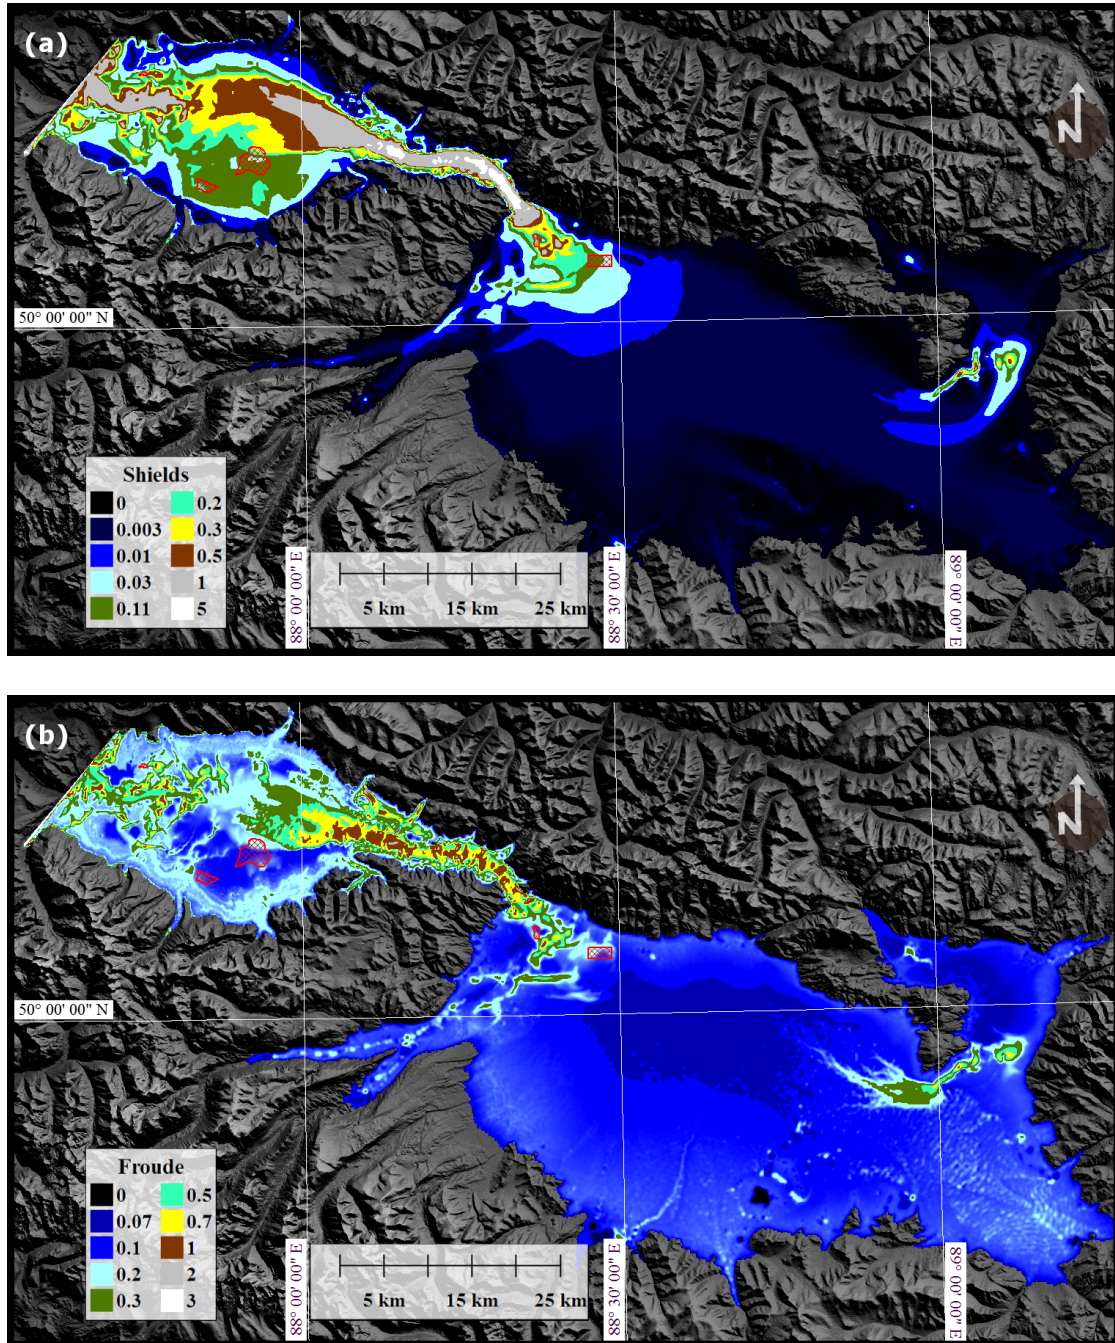 (a)
N
50° 00' 00" N
Shields
0 0.2
0.003 0.3
0.01 0.5
0.03 1
0.11 5
88° 00' 00" E
5 km 15 km 25 km
88° 30' 00" E
89° 00' 00" E
(b)
N
50° 00' 00" N
Froude
0 0.5
0.07 0.7
0.1 1
0.2 2
0.3 3
88° 00' 00" E
5 km 15 km 25 km
88° 30' 00" E
89° 00' 00" E